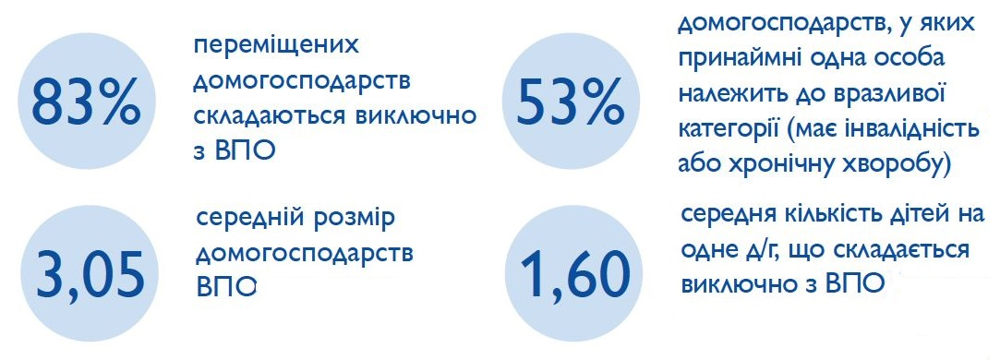 83%
переміщених
домогосподарств
складаються виключно
з ВПО
53%
домогосподарств, у яких
принаймні одна особа
належить до вразливої
категорії (має інвалідність
або хронічну хворобу)
3,05
середній розмір
домогосподарств
ВПО
1,60
середня кількість дітей на
одне д/г, що складається
виключно з ВПО